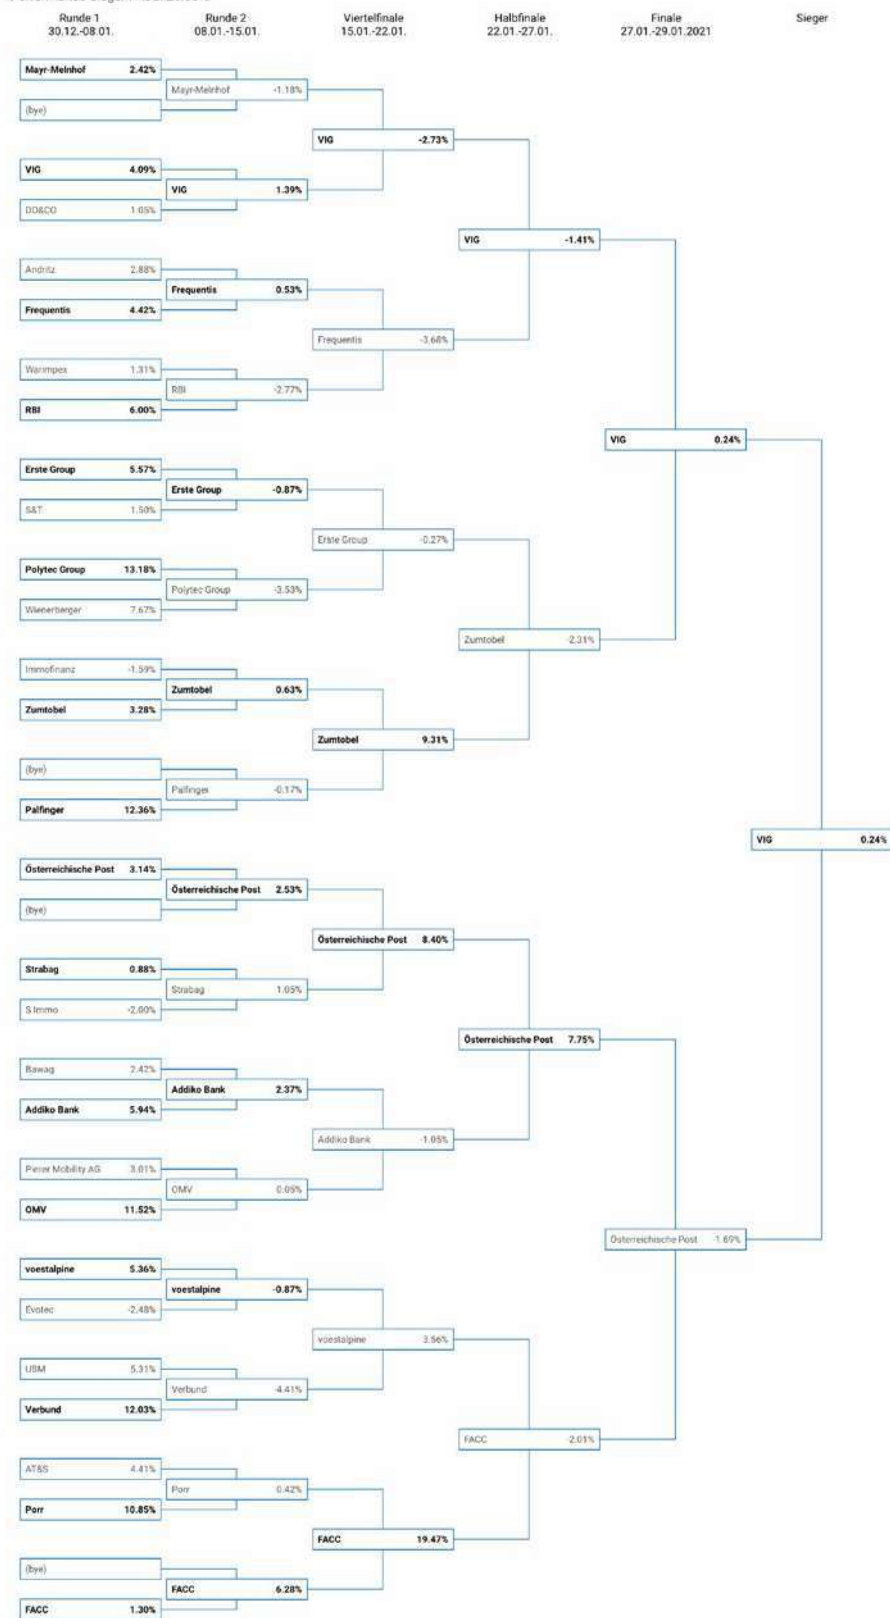 Runde 1 Runde 2 Viertelfinale Halbfinale Finale Sieger
30.12.-08.01. 08.01.-15.01. 15.01.-22.01. 22.01.-27.01. 27.01.-29.01.2021
Mayr-Melnhof 2.42%
Mayr-Melnhof -1.18%
(bye)
VIG -2.73%
VIG 4.09%
VIG 1.39%
DO&CO 1.05%
VIG -1.41%
Andritz 2.88%
Frequentis 0.53%
Frequentis 4.42%
Frequentis -3.68%
Warimpex 1.31%
RBI -2.77%
RBI 6.00%
VIG 0.24%
Erste Group 5.57%
Erste Group -0.87%
S&T 1.50%
Erste Group -0.27%
Polytec Group 13.18%
Polytec Group -3.53%
Wienerberger 7.67%
Zumtobel -2.31%
Immofinanz -1.59%
Zumtobel 0.63%
Zumtobel 3.28%
Zumtobel 9.31%
(bye)
Palfinger -0.17%
Palfinger 12.36%
VIG 0.24%
Österreichische Post 3.14%
Österreichische Post 2.53%
(bye)
Österreichische Post 8.40%
Strabag 0.88%
Strabag 1.05%
S Immo -2.00%
Österreichische Post 7.75%
Bawag 2.42%
Addiko Bank 2.37%
Addiko Bank 5.94%
Addiko Bank -1.05%
Pierer Mobility AG 3.01%
OMV 0.05%
OMV 11.52%
Österreichische Post -1.69%
voestalpine 5.36%
voestalpine -0.87%
Evotec -2.48%
voestalpine 3.56%
UBM 5.31%
Verbund -4.41%
Verbund 12.03%
FACC -2.01%
AT&S 4.41%
Porr 0.42%
Porr 10.85%
FACC 19.47%
(bye)
FACC 6.28%
FACC 1.30%